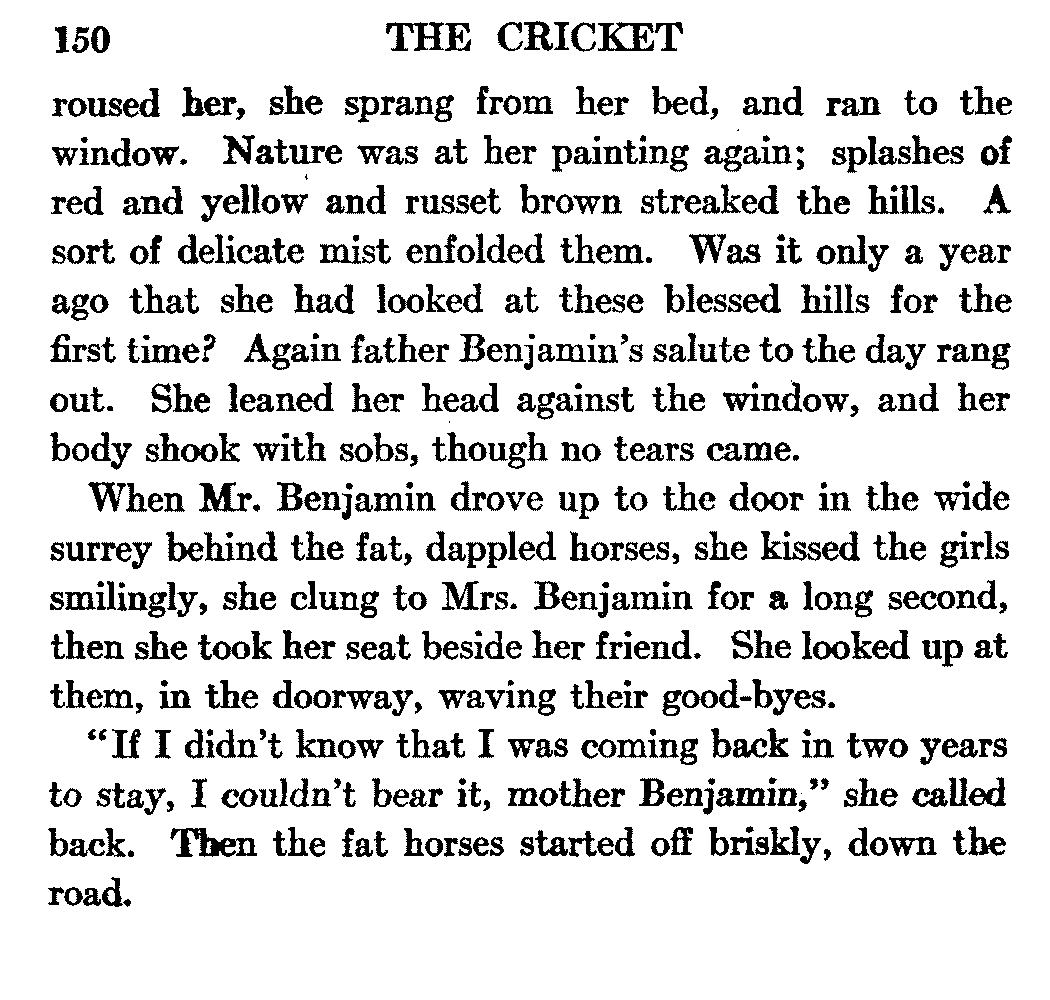 150 THE CRICKET
roused her, she sprang from her bed, and ran to the
window. Nature was at her painting again; splashes of
red and yellow and russet brown streaked the hills. A
sort of delicate mist enfolded them. Was it only a year
ago that she had looked at these blessed hills for the
first time? Again father Benjamin's salute to the day rang
out. She leaned her head against the window, and her
body shook with sobs, though no tears came.
When Mr. Benjamin drove up to the door in the wide
surrey behind the fat, dappled horses, she kissed the girls
smilingly, she clung to Mrs. Benjamin for a long second,
then she took her seat beside her friend. She looked up at
them, in the doorway, waving their good-byes.
"If I didn't know that I was coming back in two years
to stay, I couldn't bear it, mother Benjamin," she called
back. Then the fat horses started off briskly, down the
road.